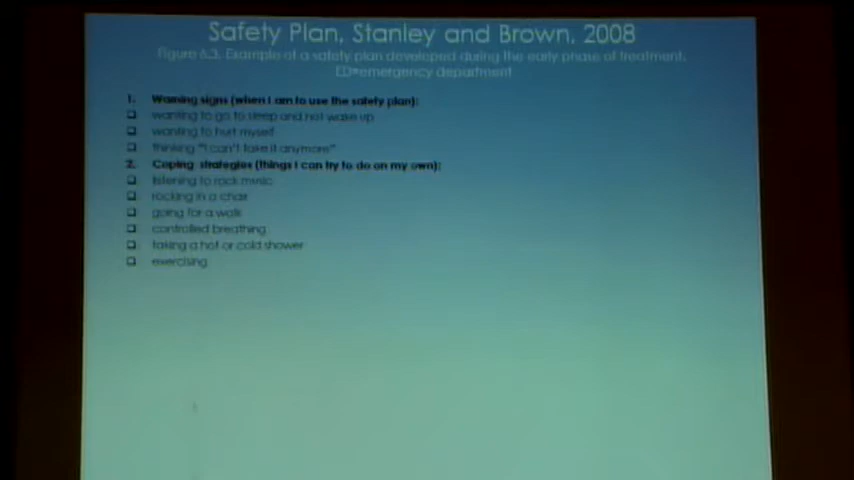 Safety Plan, Stanley and Brown, 2008
Figure 6.3. Example of a safety plan developed during the early phase of treatment.
ED=emergency department
1. Warning signs (when I am to use the safety plan):
❑ wanting to go to sleep and not wake up
❑ wanting to hurt myself
❑ thinking "I can't take it anymore"
2. Coping strategies (things I can try to do on my own):
❑ listening to rock music
❑ rocking in a chair
❑ going for a walk
❑ controlled breathing
❑ taking a hot or cold shower
❑ exercising